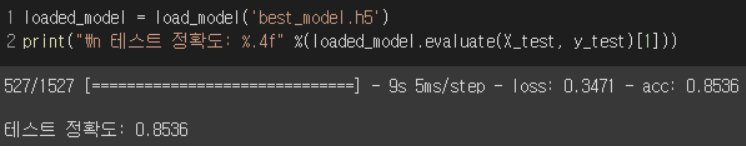 1 loaded_model = load_model('best_model.h5')
2 print("₩n 테스트 정확도: %.4f" %(loaded_model.evaluate(X_test, y_test)[1]))
527/1527 [==============================] - 9s 5ms/step - loss: 0.3471 - acc: 0.8536
테스트 정확도: 0.8536